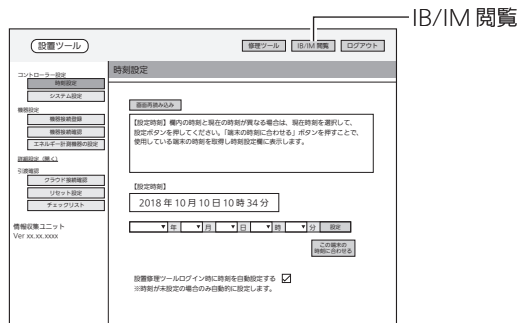 IB/IM 閲覧
設置ツール
修理ツール
IB/IM 閲覧
ログアウト
コントローラー設定
時刻設定
システム設定
機器設定
機器接続登録
機器接続確認
エネルギー計測機器の設定
詳細設定（開く）
引渡確認
クラウド接続確認
リセット設定
チェックリスト
情報収集ユニット
Ver xx.xx.xxxx
時刻設定
画面再読み込み
【設定時刻】欄内の時刻と現在の時刻が異なる場合は、現在時刻を選択して、
設定ボタンを押してください。「端末の時刻に合わせる」ボタンを押すことで、
使用している端末の時刻を取得し時刻設定欄に表示します。
【設定時刻】
2018 年 10 月 10 日 10 時 34 分
▼ 年 ▼ 月 ▼ 日 ▼ 時 ▼ 分 設定
この端末の
時刻に合わせる
設置修理ツールログイン時に時刻を自動設定する
※時刻が未設定の場合のみ自動的に設定します。